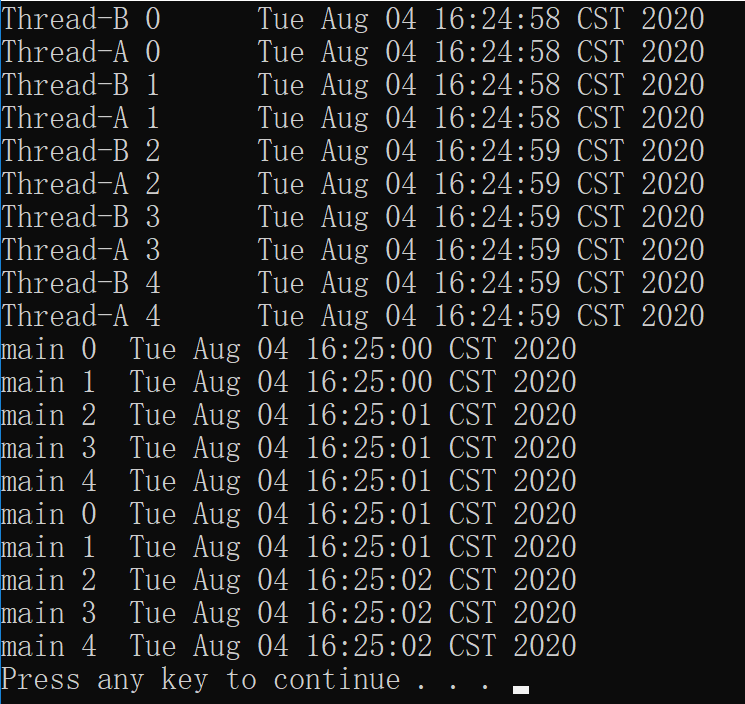 Thread-B 0      Tue Aug 04 16:24:58 CST 2020
Thread-A 0      Tue Aug 04 16:24:58 CST 2020
Thread-B 1      Tue Aug 04 16:24:58 CST 2020
Thread-A 1      Tue Aug 04 16:24:58 CST 2020
Thread-B 2      Tue Aug 04 16:24:59 CST 2020
Thread-A 2      Tue Aug 04 16:24:59 CST 2020
Thread-B 3      Tue Aug 04 16:24:59 CST 2020
Thread-A 3      Tue Aug 04 16:24:59 CST 2020
Thread-B 4      Tue Aug 04 16:24:59 CST 2020
Thread-A 4      Tue Aug 04 16:24:59 CST 2020
main 0  Tue Aug 04 16:25:00 CST 2020
main 1  Tue Aug 04 16:25:00 CST 2020
main 2  Tue Aug 04 16:25:01 CST 2020
main 3  Tue Aug 04 16:25:01 CST 2020
main 4  Tue Aug 04 16:25:01 CST 2020
main 0  Tue Aug 04 16:25:01 CST 2020
main 1  Tue Aug 04 16:25:01 CST 2020
main 2  Tue Aug 04 16:25:02 CST 2020
main 3  Tue Aug 04 16:25:02 CST 2020
main 4  Tue Aug 04 16:25:02 CST 2020
Press any key to continue . . .